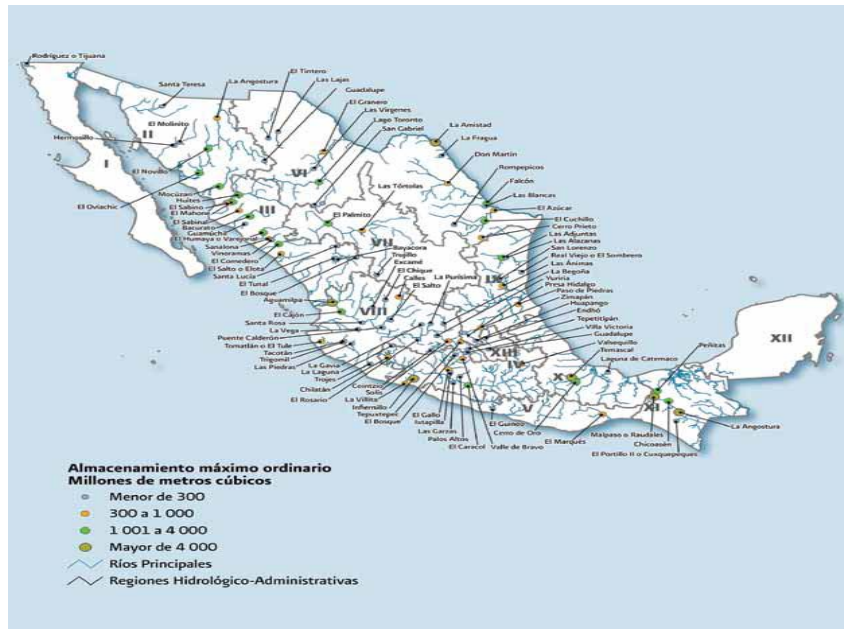 Rodríguez o Tijuana
Santa Teresa
La Angostura
El Tintero
Las Lajas
Guadalupe
El Granero
Las Vírgenes
Lago Toronto
San Gabriel
El Molinito
Hermosillo
La Amistad
La Fragua
Don Martín
Rompepicos
Falcón
Las Blancas
El Azúcar
El Cuchillo
Cerro Prieto
Las Adjuntas
Las Alazanas
San Lorenzo
Real Viejo o El Sombrero
Las Ánimas
La Begoña
Yuriria
Presa Hidalgo
Paso de Piedras
Zimapán
Huapango
Endhó
Tepetitlán
Villa Victoria
Guadalupe
Valsequillo
Temascal
Laguna de Catemaco
Peñitas
I
II
III
VI
VII
VIII
IX
XIII
IV
V
X
XI
XII
El Novillo
El Oviachic
Mocúzari
Huites
El Sabino
El Mahone
El Sabinal
Bacurato
Guamúchil
El Humaya o Varejonal
Sanalona
Vinoramas
El Comedero
El Salto o Elota
Santa Lucía
El Tunal
El Bosque
Aguamilpa
El Cajón
Santa Rosa
La Vega
Puente Calderón
Tomatlán o El Tule
Tacotán
Trigomil
Las Piedras
La Gavia
La Laguna
Trojes
Chilatán
El Rosario
Las Tórtolas
El Palmito
Bayacora
Trujillo
Excamé
El Chique
Calles
El Salto
La Purísima
Solís
La Villita
Infiernillo
Tepuxtepec
El Bosque
El Gallo
Ixtapilla
Las Garzas
Palos Altos
El Caracol
Valle de Bravo
El Guineo
Cerro de Oro
El Marqués
Malpaso o Raudales
Chicoasén
El Portillo II o Cuxquepeques
La Angostura
Almacenamiento máximo ordinario
Millones de metros cúbicos
Menor de 300
300 a 1 000
1 001 a 4 000
Mayor de 4 000
Ríos Principales
Regiones Hidrológico-Administrativas